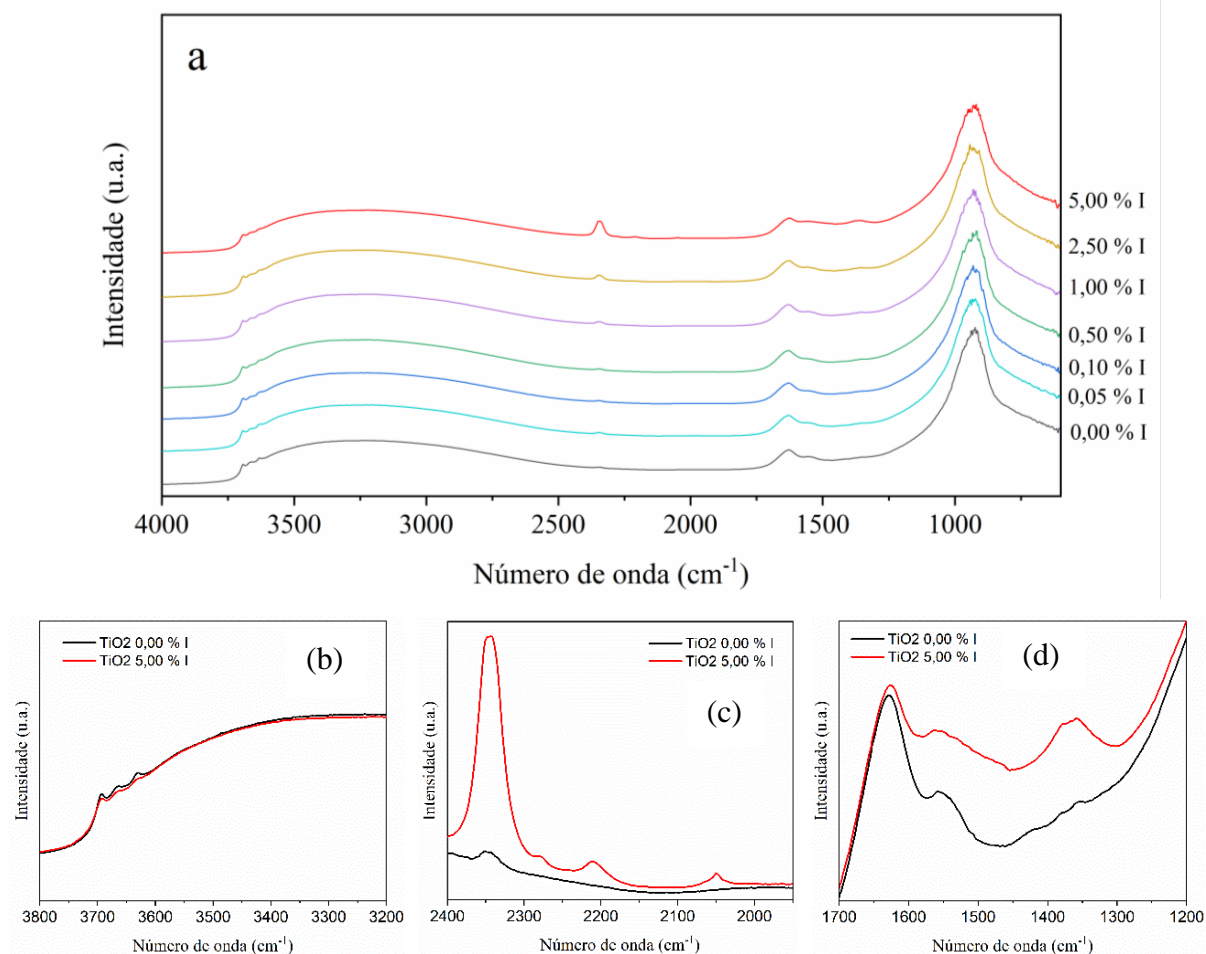 a
Intensidade (u.a.)
5,00 % I
2,50 % I
1,00 % I
0,50 % I
0,10 % I
0,05 % I
0,00 % I
4000 3500 3000 2500 2000 1500 1000
Número de onda (cm⁻¹)
TiO2 0,00 % I
TiO2 5,00 % I
(b)
Intensidade (u.a.)
3800 3700 3600 3500 3400 3300 3200
Número de onda (cm⁻¹)
TiO2 0,00 % I
TiO2 5,00 % I
(c)
Intensidade (u.a.)
2400 2300 2200 2100 2000
Número de onda (cm⁻¹)
TiO2 0,00 % I
TiO2 5,00 % I
(d)
Intensidade (u.a.)
1700 1600 1500 1400 1300 1200
Número de onda (cm⁻¹)